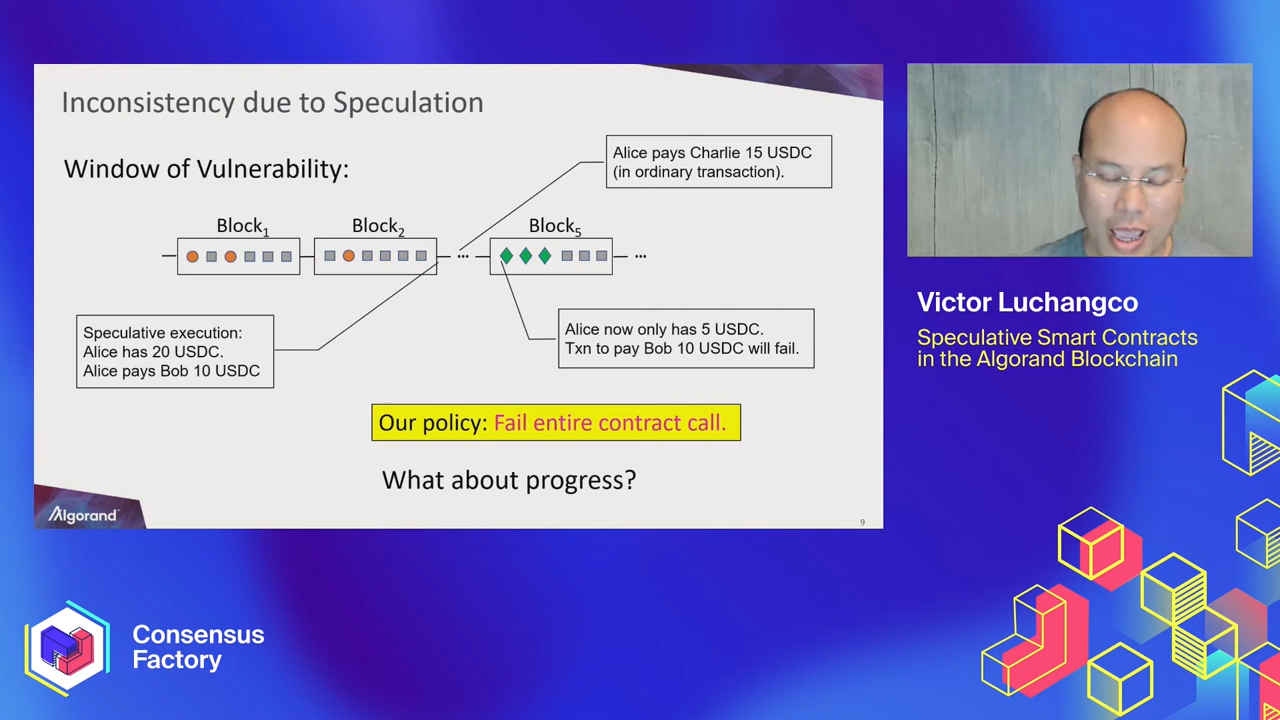 Inconsistency due to Speculation
Window of Vulnerability:
Alice pays Charlie 15 USDC
(in ordinary transaction).
Block1
Block2
Block5
...
...
Speculative execution:
Alice has 20 USDC.
Alice pays Bob 10 USDC
Alice now only has 5 USDC.
Txn to pay Bob 10 USDC will fail.
Our policy: Fail entire contract call.
What about progress?
Algorand
9
Victor Luchangco
Speculative Smart Contracts
in the Algorand Blockchain
Consensus
Factory